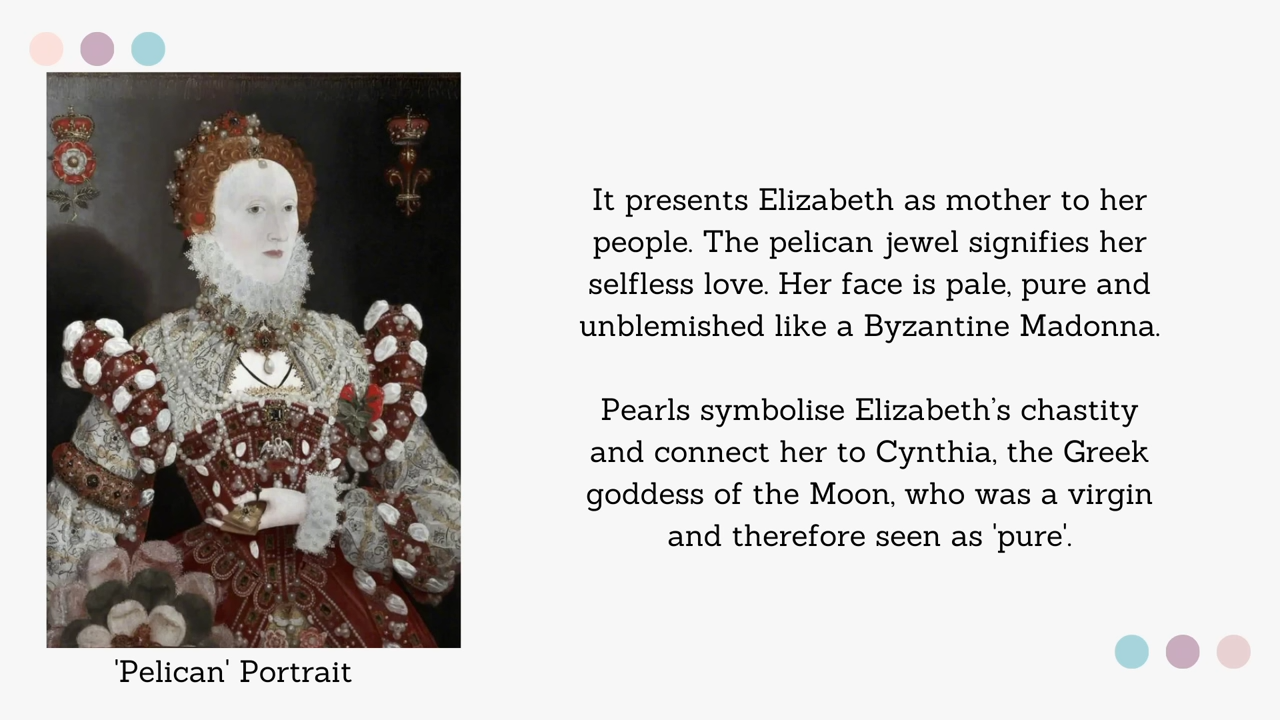 It presents Elizabeth as mother to her
people. The pelican jewel signifies her
selfless love. Her face is pale, pure and
unblemished like a Byzantine Madonna.
Pearls symbolise Elizabeth’s chastity
and connect her to Cynthia, the Greek
goddess of the Moon, who was a virgin
and therefore seen as 'pure'.
'Pelican' Portrait